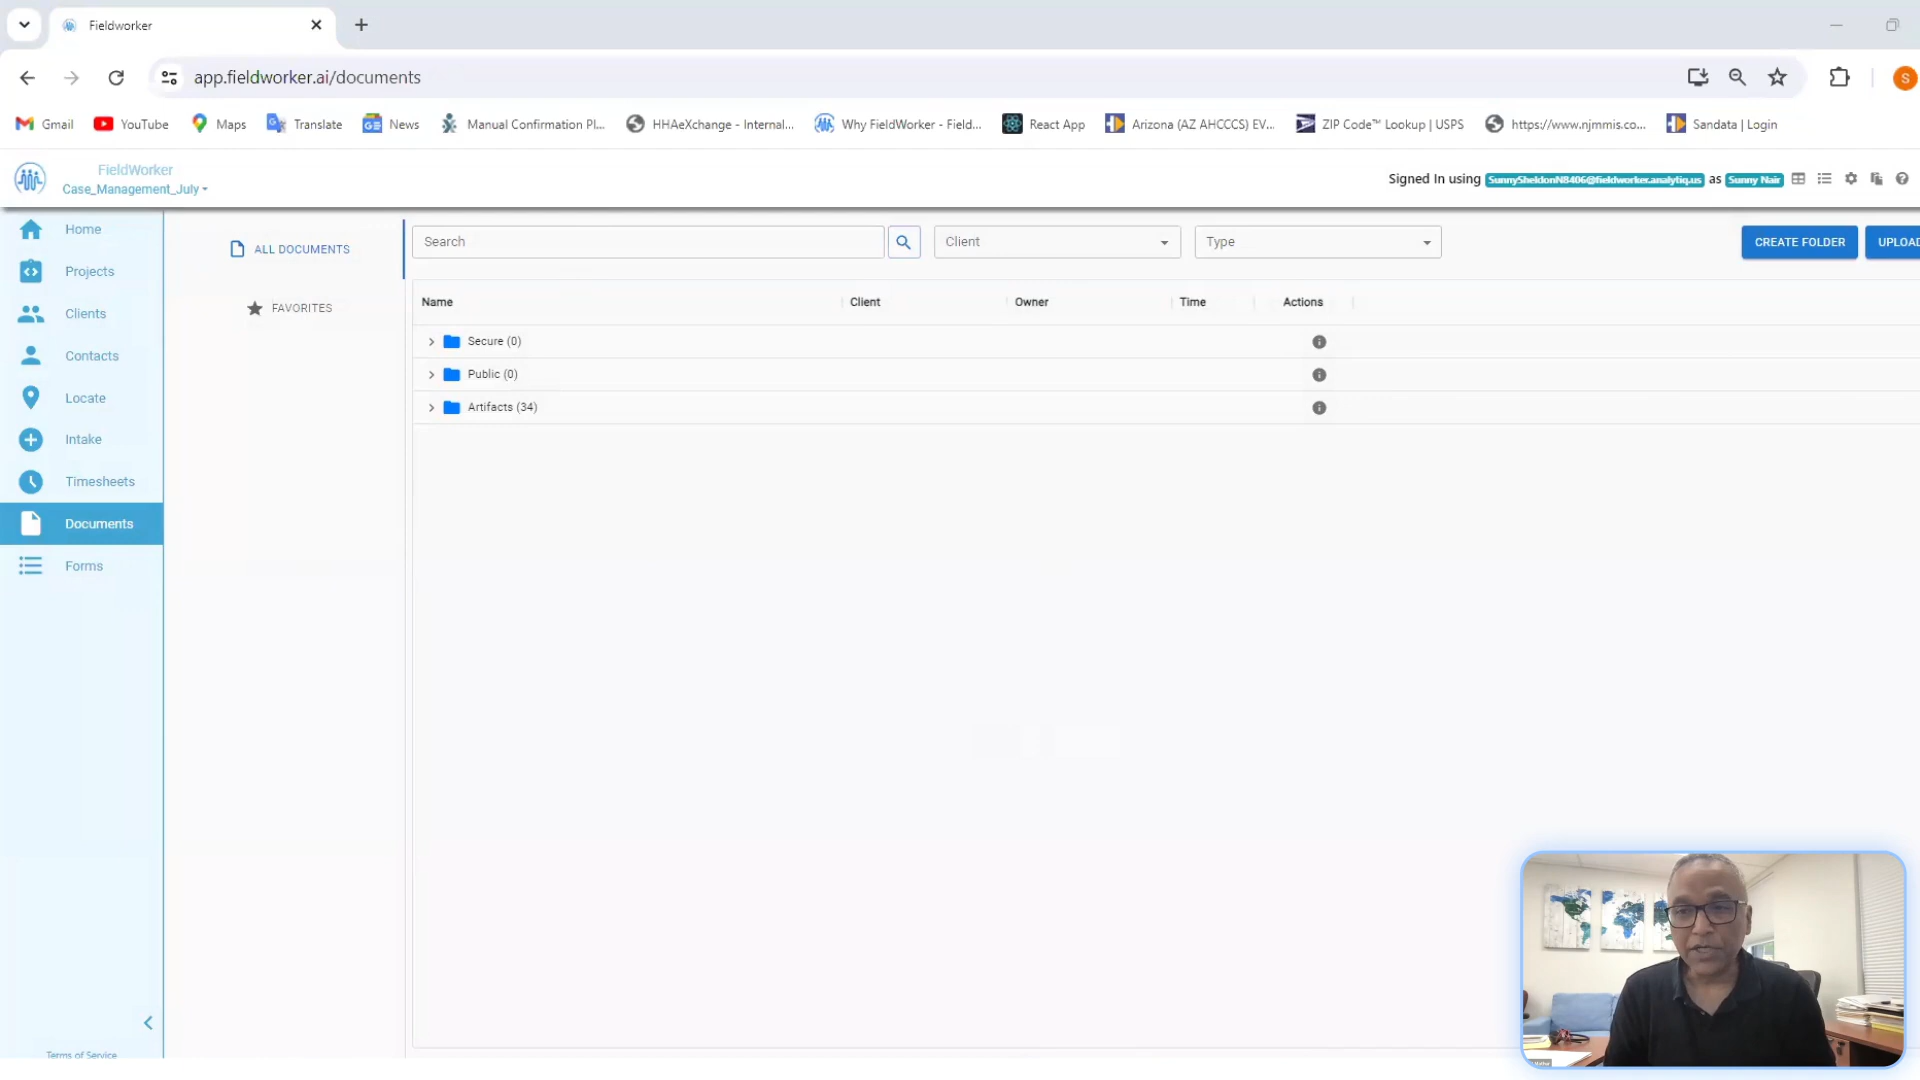 Fieldworker
app.fieldworker.ai/documents
S
Gmail YouTube Maps Translate News Manual Confirmation Pl... HHAeXchange - Internal... Why FieldWorker - Field... React App Arizona (AZ AHCCCS) EV... ZIP Code™ Lookup | USPS https://www.njmmis.co... Sandata | Login
FieldWorker
Case_Management_July
Signed In using SunnySheldonN8406@fieldworker.analytiq.us as Sunny Nair
Home
Projects
Clients
Contacts
Locate
Intake
Timesheets
Documents
Forms
Terms of Service
ALL DOCUMENTS
FAVORITES
Search Client Type CREATE FOLDER UPLOAD
Name Client Owner Time Actions
Secure (0)
Public (0)
Artifacts (34)